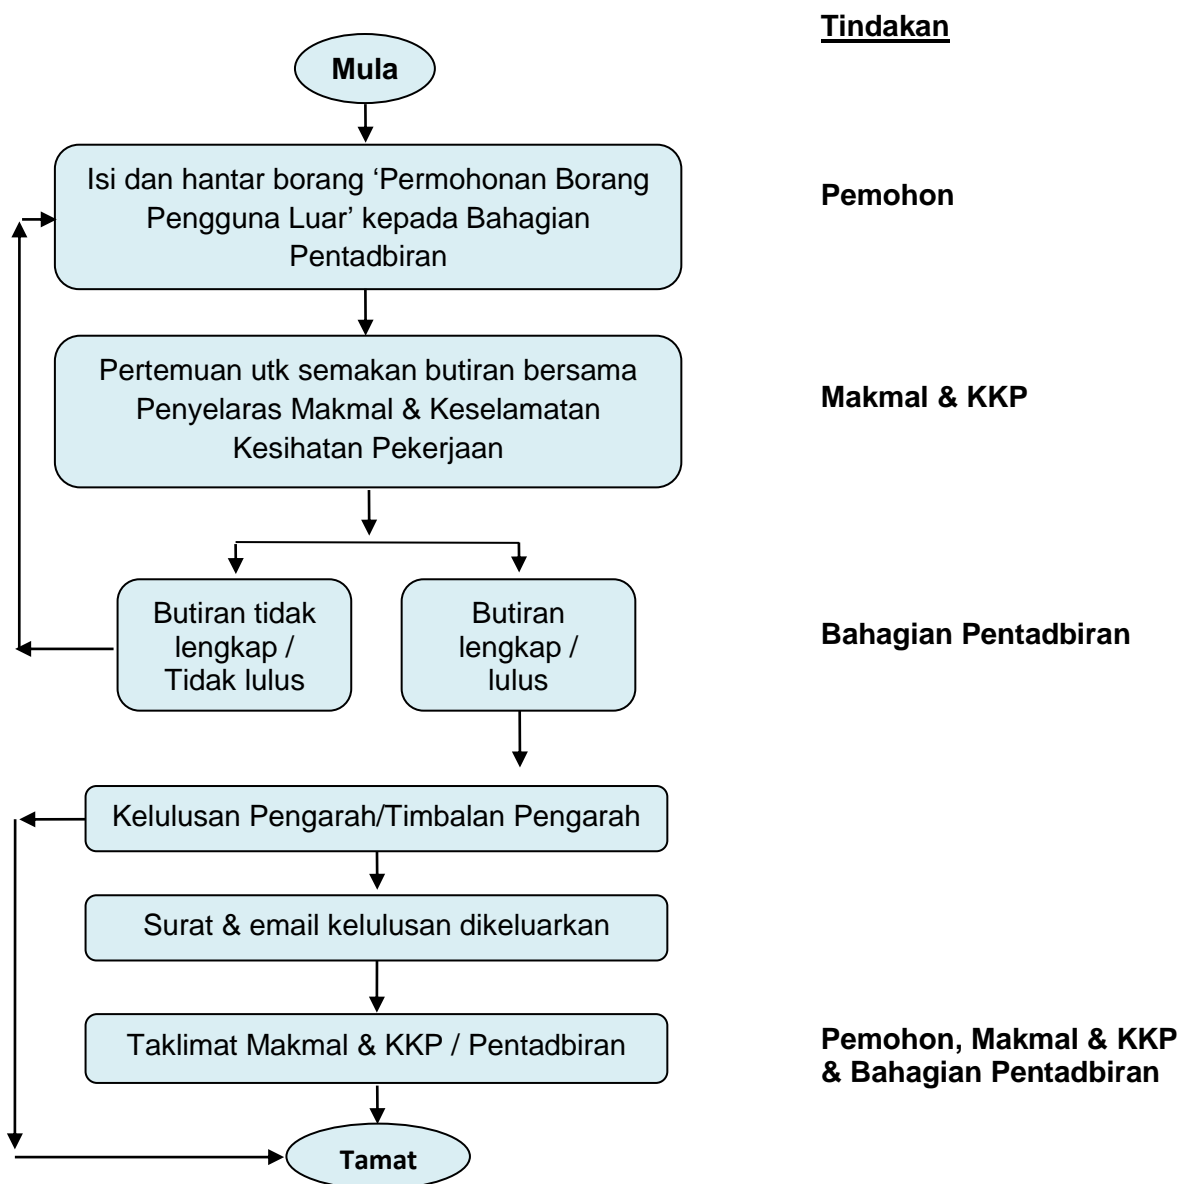 Tindakan
Mula
Isi dan hantar borang ‘Permohonan Borang
Pengguna Luar’ kepada Bahagian
Pentadbiran
Pemohon
Pertemuan utk semakan butiran bersama
Penyelaras Makmal & Keselamatan
Kesihatan Pekerjaan
Makmal & KKP
Butiran tidak
lengkap /
Tidak lulus
Butiran
lengkap /
lulus
Bahagian Pentadbiran
Kelulusan Pengarah/Timbalan Pengarah
Surat & email kelulusan dikeluarkan
Taklimat Makmal & KKP / Pentadbiran
Pemohon, Makmal & KKP
& Bahagian Pentadbiran
Tamat